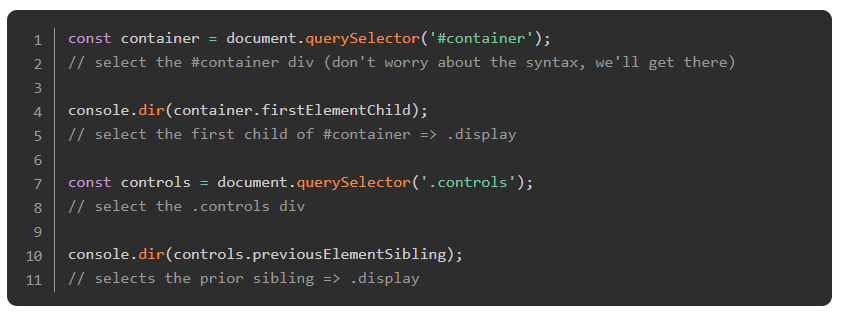 1 const container = document.querySelector('#container');
2 // select the #container div (don't worry about the syntax, we'll get there)
3
4 console.dir(container.firstElementChild);
5 // select the first child of #container => .display
6
7 const controls = document.querySelector('.controls');
8 // select the .controls div
9
10 console.dir(controls.previousElementSibling);
11 // selects the prior sibling => .display